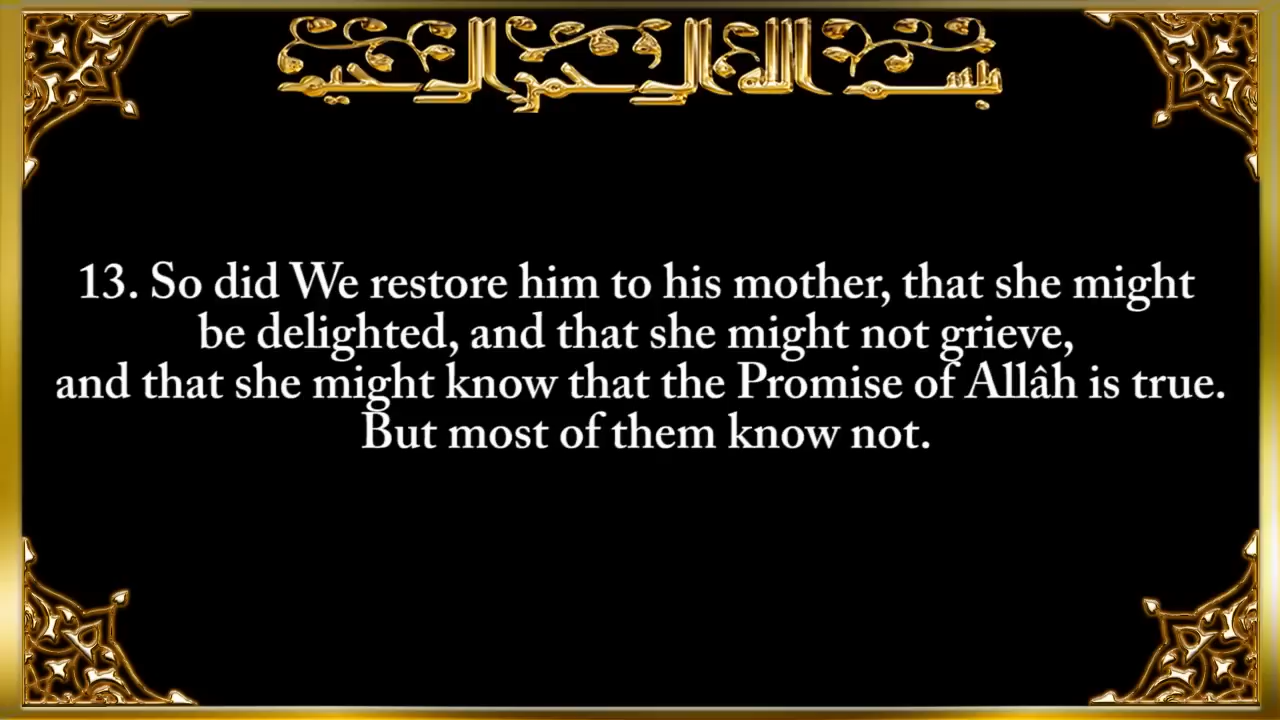 بسم الله الرحمن الرحيم
13. So did We restore him to his mother, that she might
be delighted, and that she might not grieve,
and that she might know that the Promise of Allâh is true.
But most of them know not.